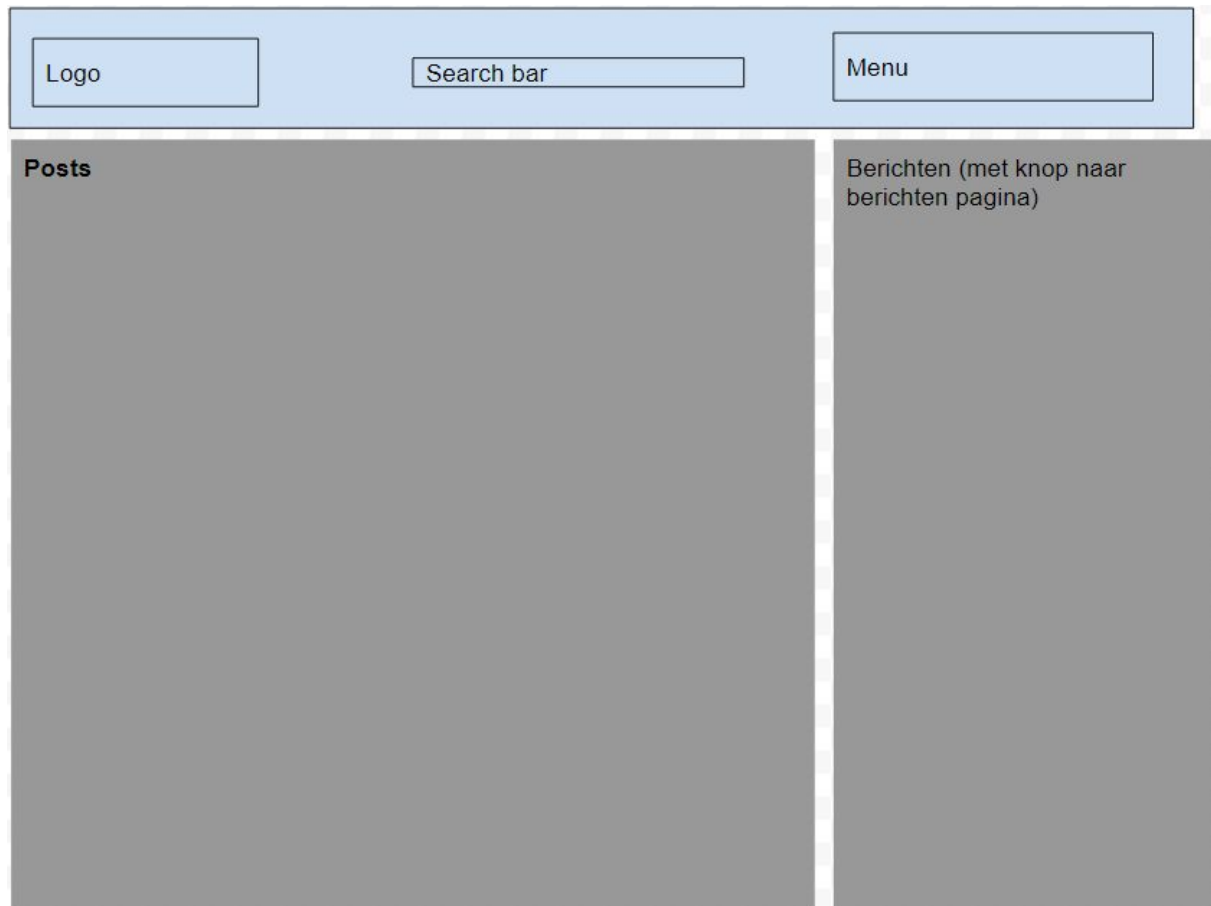 Logo
Search bar
Menu
Posts
Berichten (met knop naar
berichten pagina)